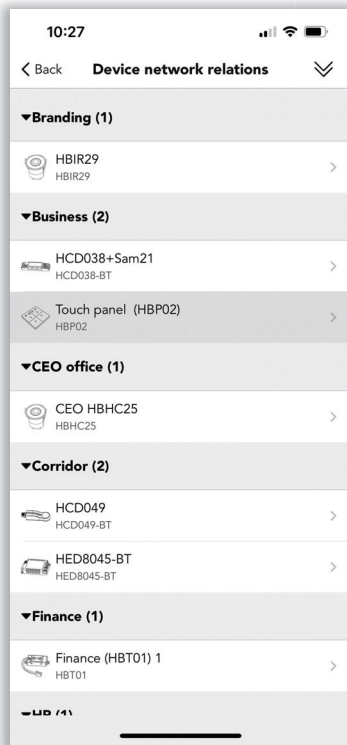 10:27
Back Device network relations
Branding (1)
HBIR29
HBIR29
Business (2)
HCD038+Sam21
HCD038-BT
Touch panel (HBP02)
HBP02
CEO office (1)
CEO HBHC25
HBHC25
Corridor (2)
HCD049
HCD049-BT
HED8045-BT
HED8045-BT
Finance (1)
Finance (HBT01) 1
HBT01
HR (1)